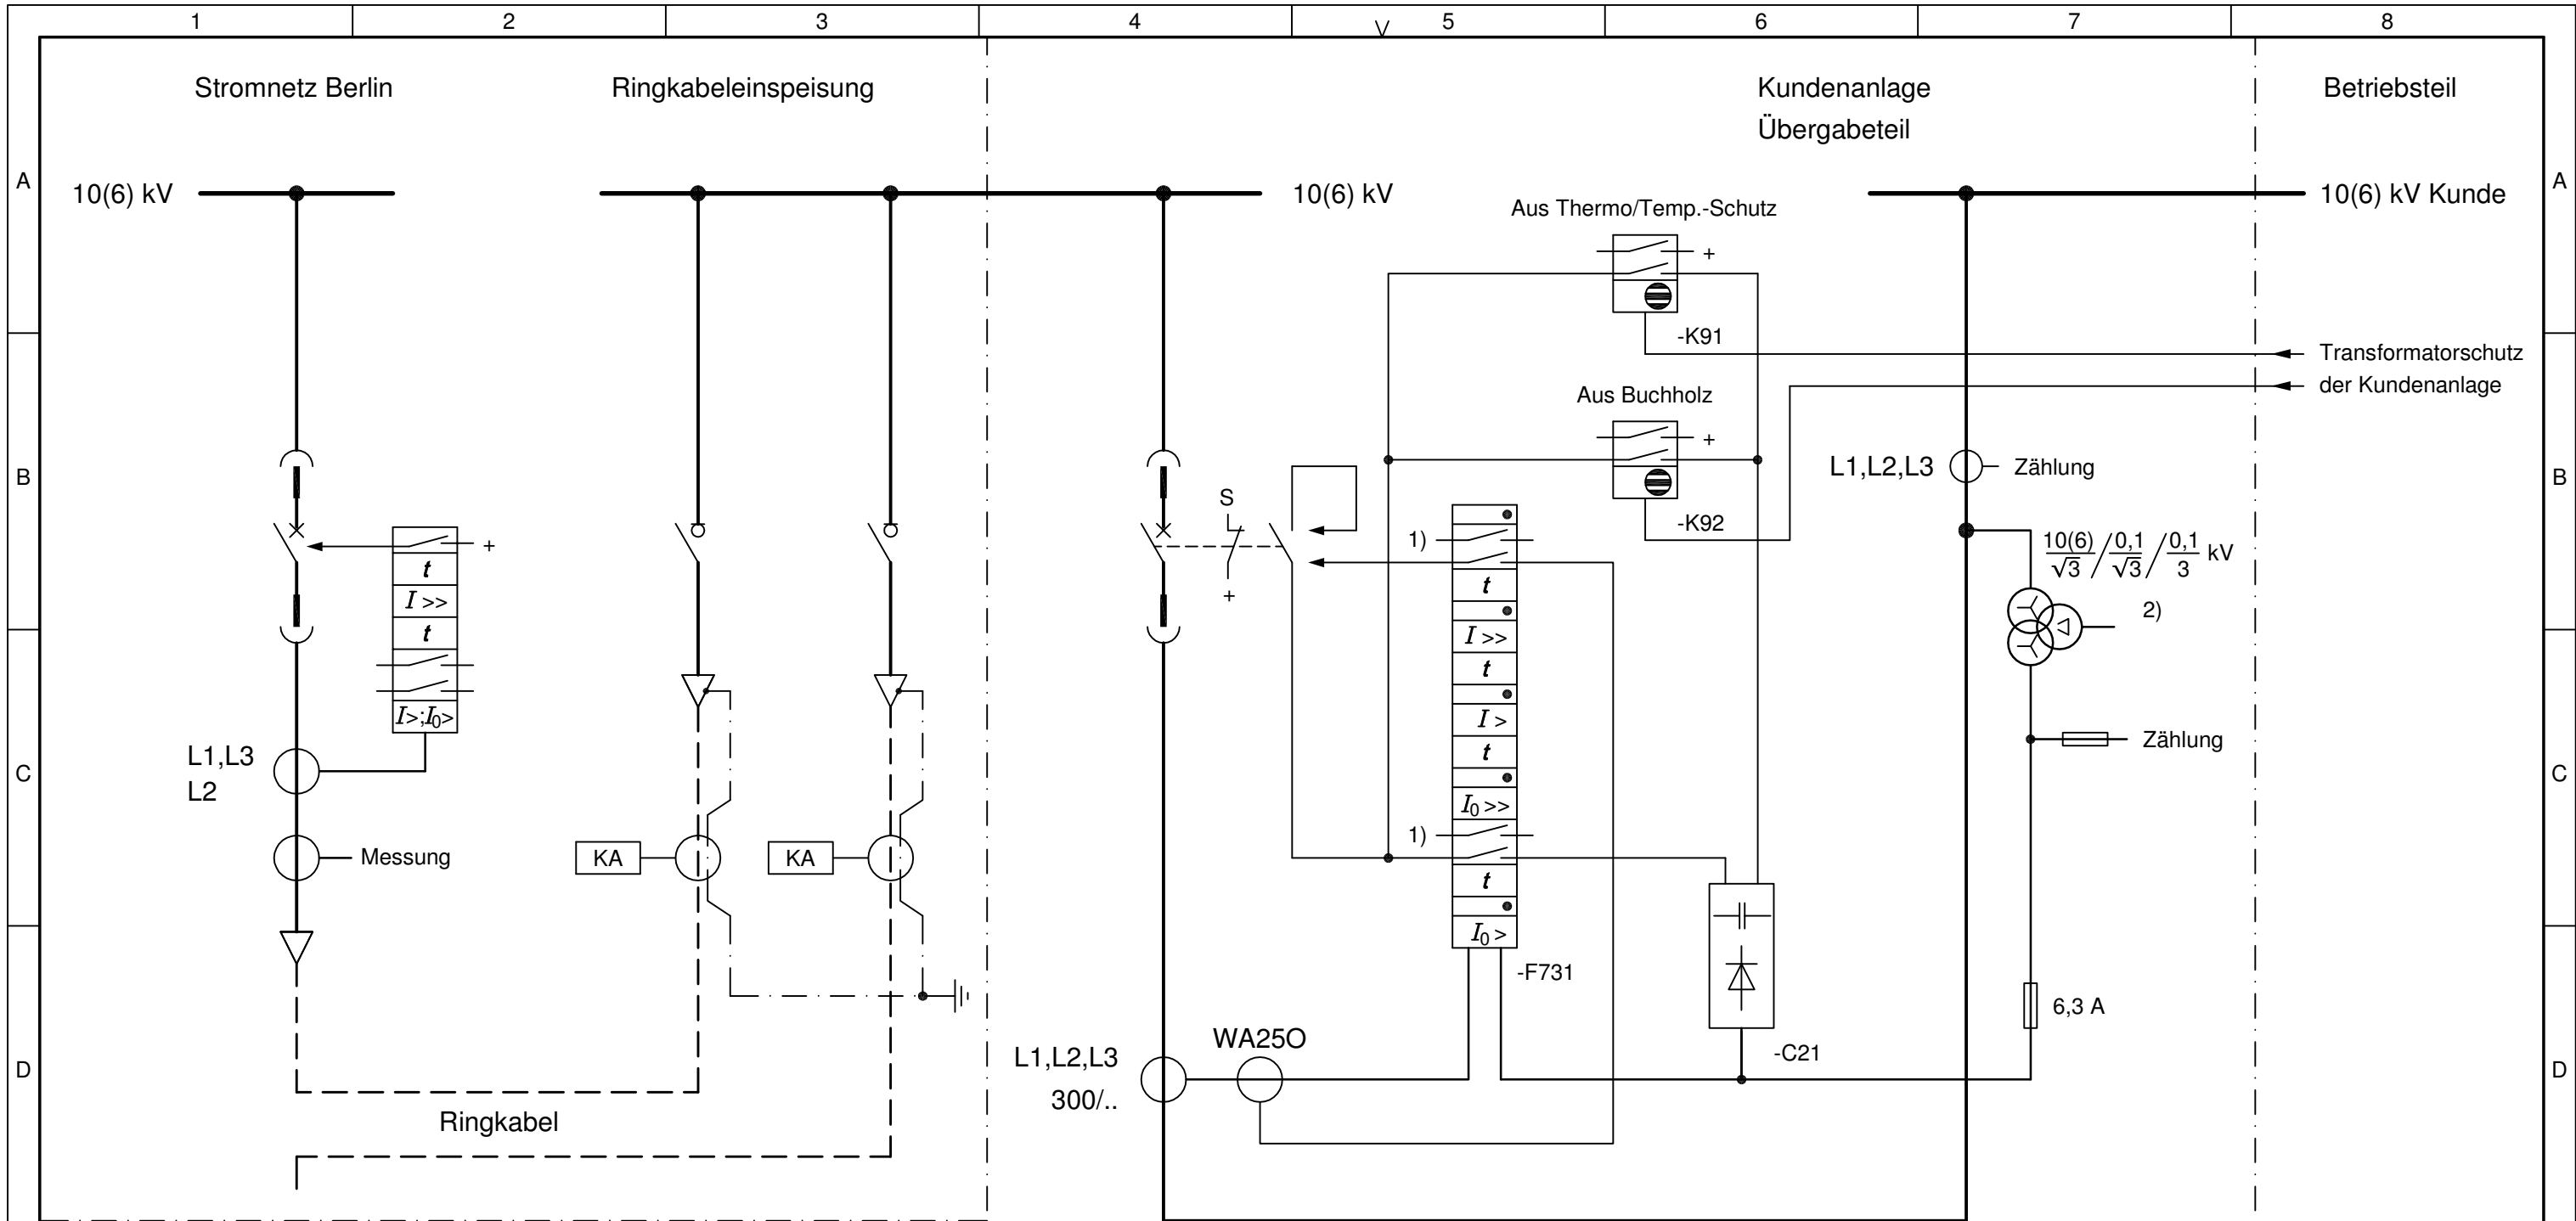 1 2 3 4 5 6 7 8
Stromnetz Berlin
Ringkabeleinspeisung
Kundenanlage
Übergabeteil
Betriebsteil
A
A
10(6) kV
10(6) kV
10(6) kV Kunde
Aus Thermo/Temp.-Schutz
+
-K91
Transformatorschutz
der Kundenanlage
Aus Buchholz
+
-K92
B
B
L1,L2,L3
Zählung
S
+
+
1)
t
I >>
t
I>;I₀>
t
I >>
t
I >
t
I₀ >>
1)
t
I₀ >
-F731
10(6)/√3 / 0,1/√3 / 0,1/3 kV
2)
Zählung
C
C
L1,L3
L2
Messung
KA
KA
6,3 A
-C21
D
D
L1,L2,L3
300/..
WA25O
Ringkabel